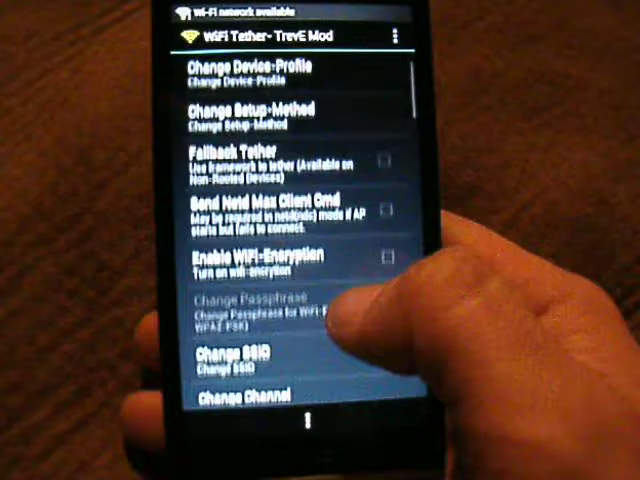 Wi-Fi network available
WiFi Tether- TrevE Mod
Change Device-Profile
Change Device-Profile
Change Setup-Method
Change Setup-Method
Fallback Tether
Use framework to tether (Available on
Non-Rooted Devices)
Send Netd Max Client Cmd
May be required in netd(ndc) mode if AP
starts but fails to connect.
Enable WiFi-Encryption
Turn on wifi-encrytion
Change Passphrase
Change Passphrase for WiFi-
WPA2-PSK)
Change SSID
Change SSID
Change Channel